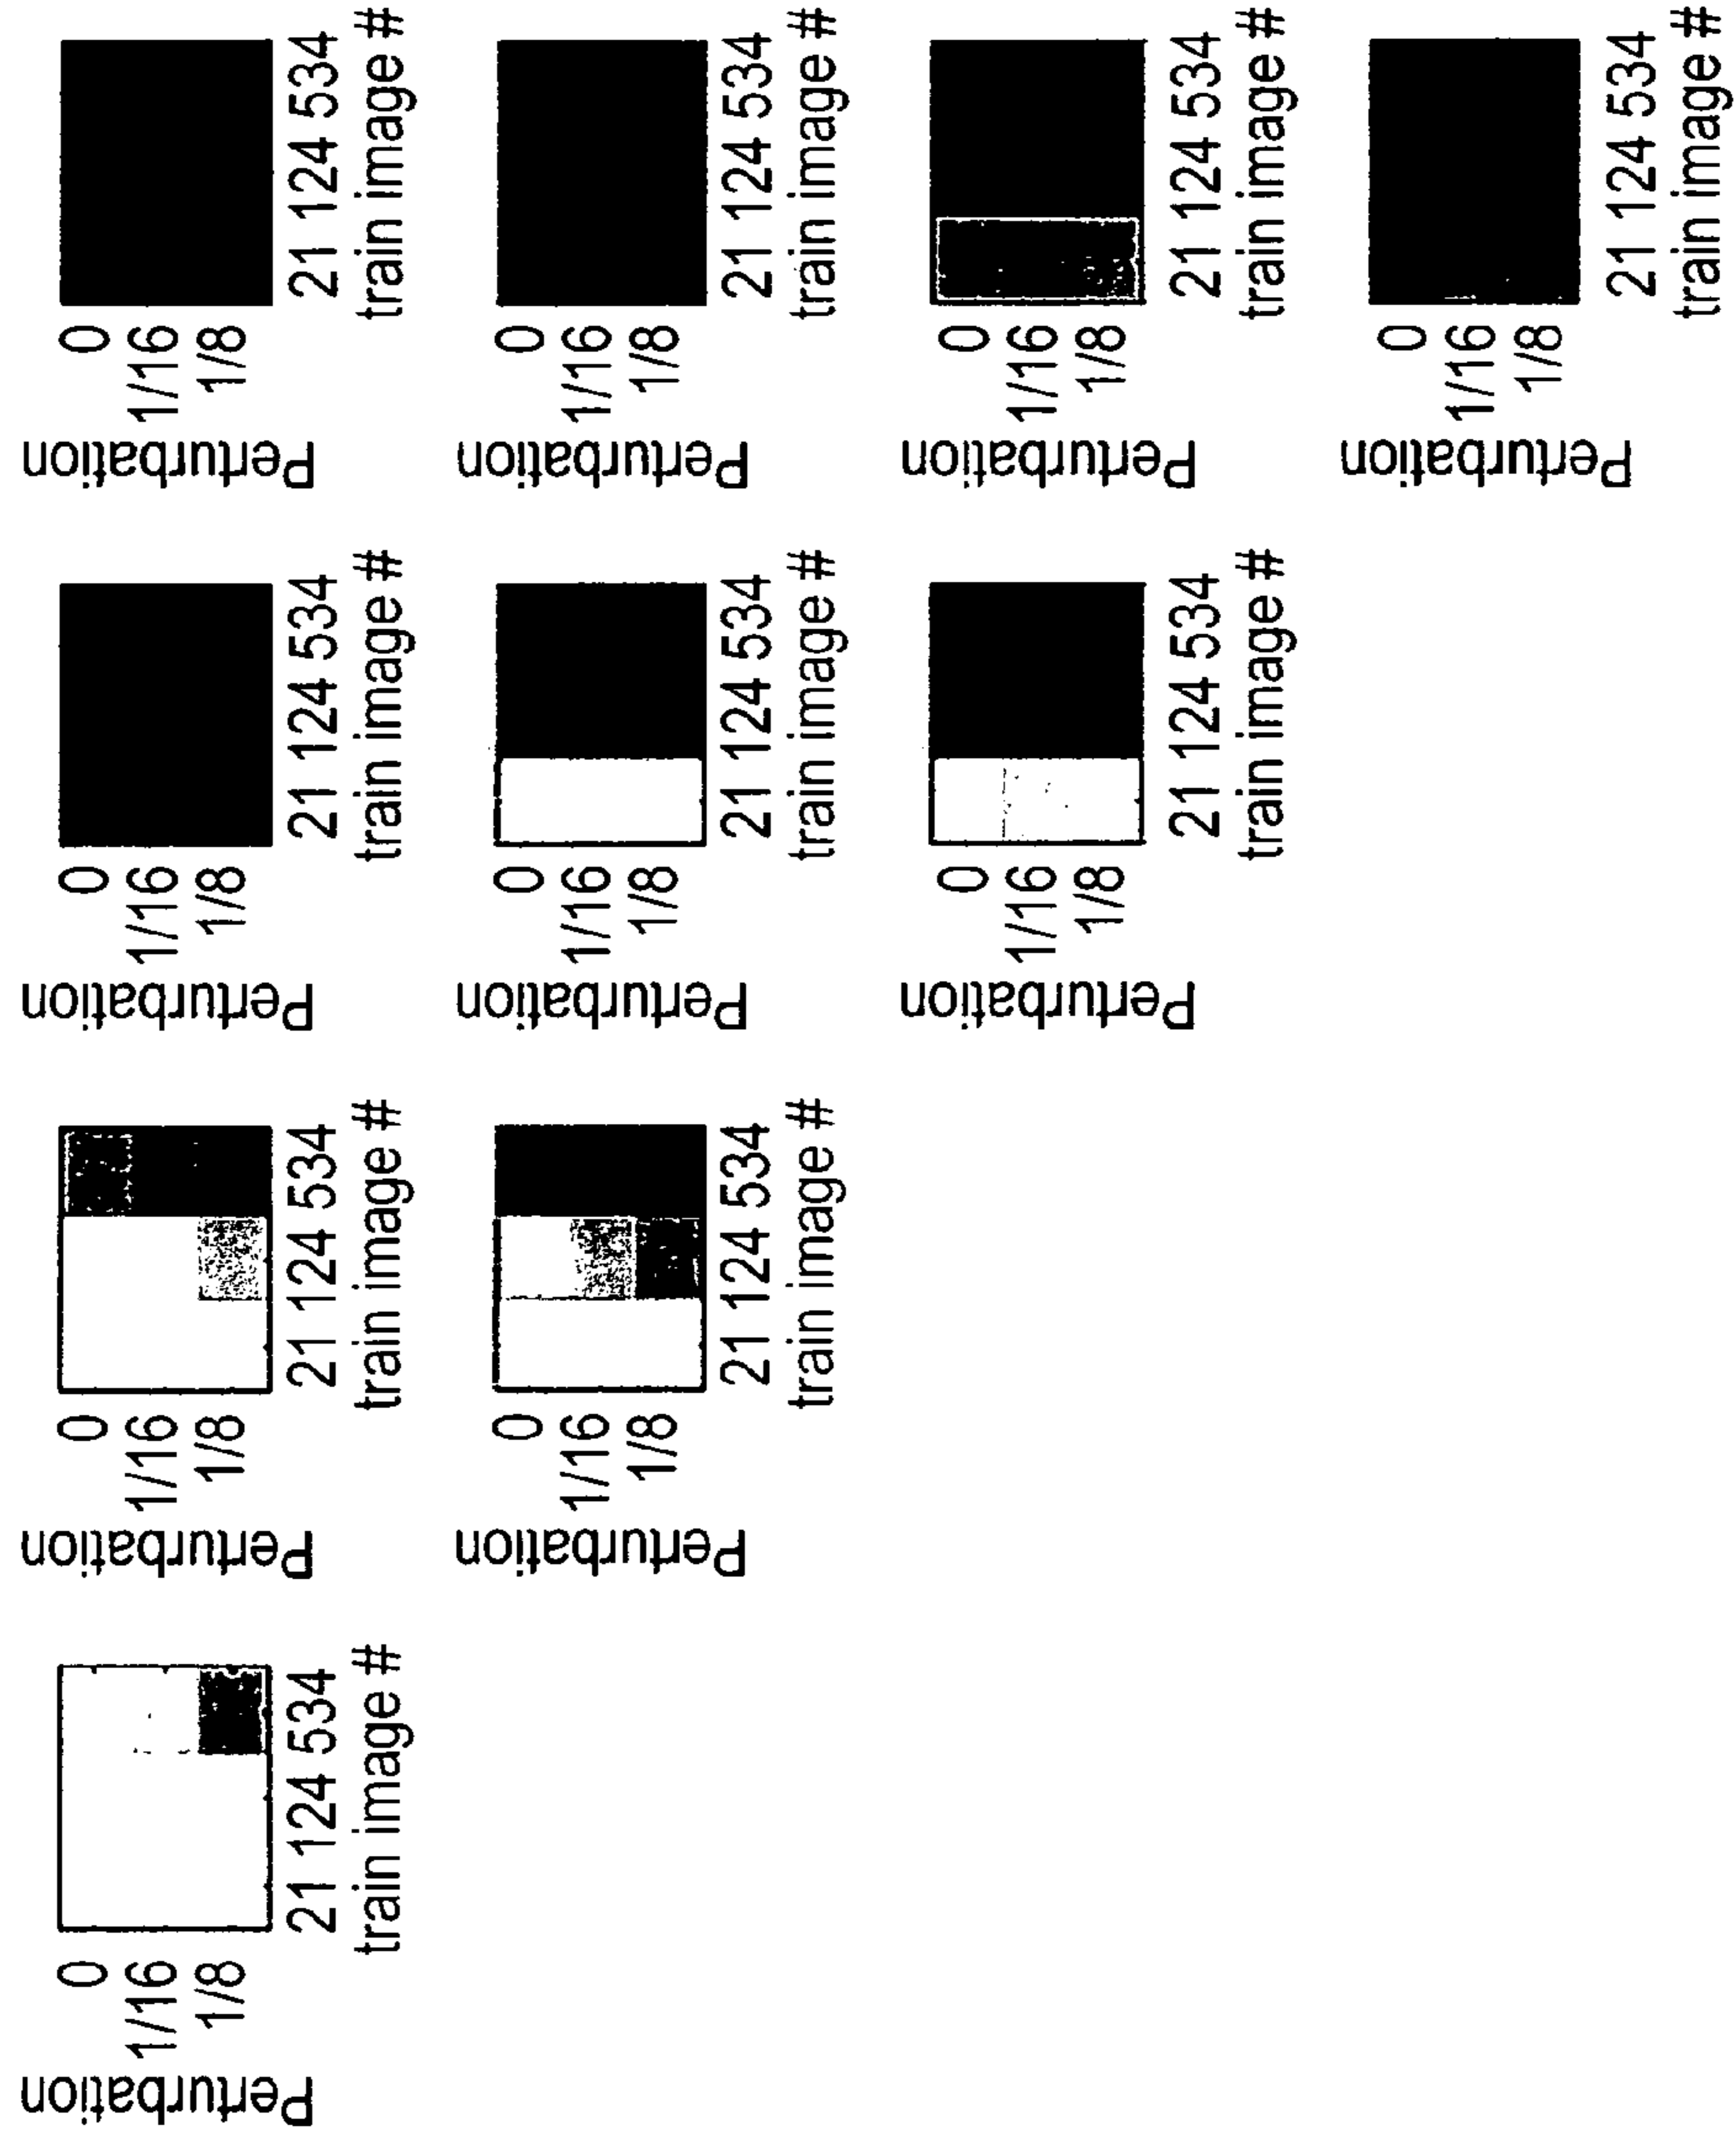 Perturbation
0
1/16
1/8
21 124 534
train image #
Perturbation
0
1/16
1/8
21 124 534
train image #
Perturbation
0
1/16
1/8
21 124 534
train image #
Perturbation
0
1/16
1/8
21 124 534
train image #
Perturbation
0
1/16
1/8
21 124 534
train image #
Perturbation
0
1/16
1/8
21 124 534
train image #
Perturbation
0
1/16
1/8
21 124 534
train image #
Perturbation
0
1/16
1/8
21 124 534
train image #
Perturbation
0
1/16
1/8
21 124 534
train image #
Perturbation
0
1/16
1/8
21 124 534
train image #